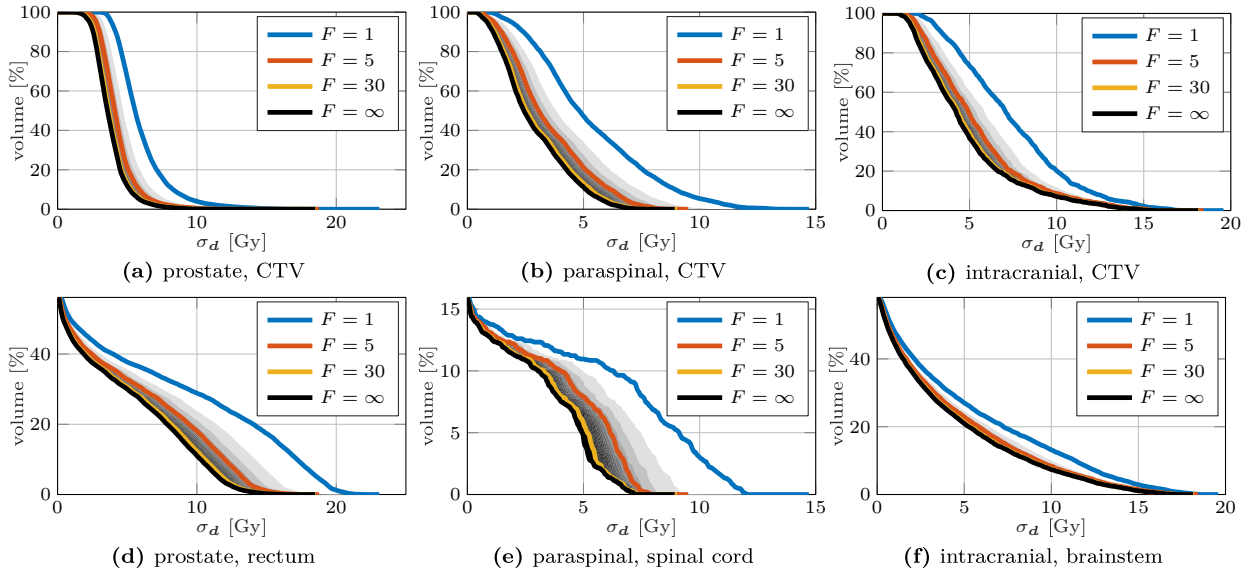 100
80
60
40
20
0
volume [%]
0
10
20
σ_d [Gy]
F = 1
F = 5
F = 30
F = ∞
(a) prostate, CTV
100
80
60
40
20
0
volume [%]
0
5
10
15
σ_d [Gy]
F = 1
F = 5
F = 30
F = ∞
(b) paraspinal, CTV
100
80
60
40
20
0
volume [%]
0
5
10
15
20
σ_d [Gy]
F = 1
F = 5
F = 30
F = ∞
(c) intracranial, CTV
40
20
0
volume [%]
0
10
20
σ_d [Gy]
F = 1
F = 5
F = 30
F = ∞
(d) prostate, rectum
15
10
5
0
volume [%]
0
5
10
15
σ_d [Gy]
F = 1
F = 5
F = 30
F = ∞
(e) paraspinal, spinal cord
40
20
0
volume [%]
0
5
10
15
20
σ_d [Gy]
F = 1
F = 5
F = 30
F = ∞
(f) intracranial, brainstem